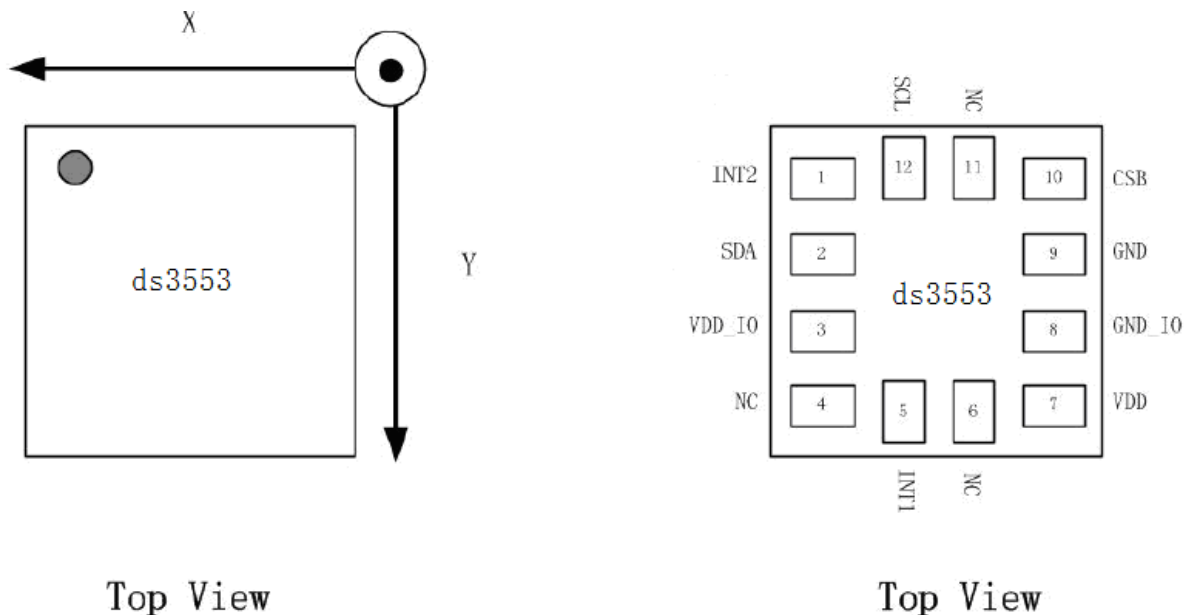 X
Y
ds3553
Top View
SCL
NC
INT2
1
12
11
10
CSB
SDA
2
9
GND
ds3553
VDD_IO
3
8
GND_IO
NC
4
5
6
7
VDD
INT1
NC
Top View